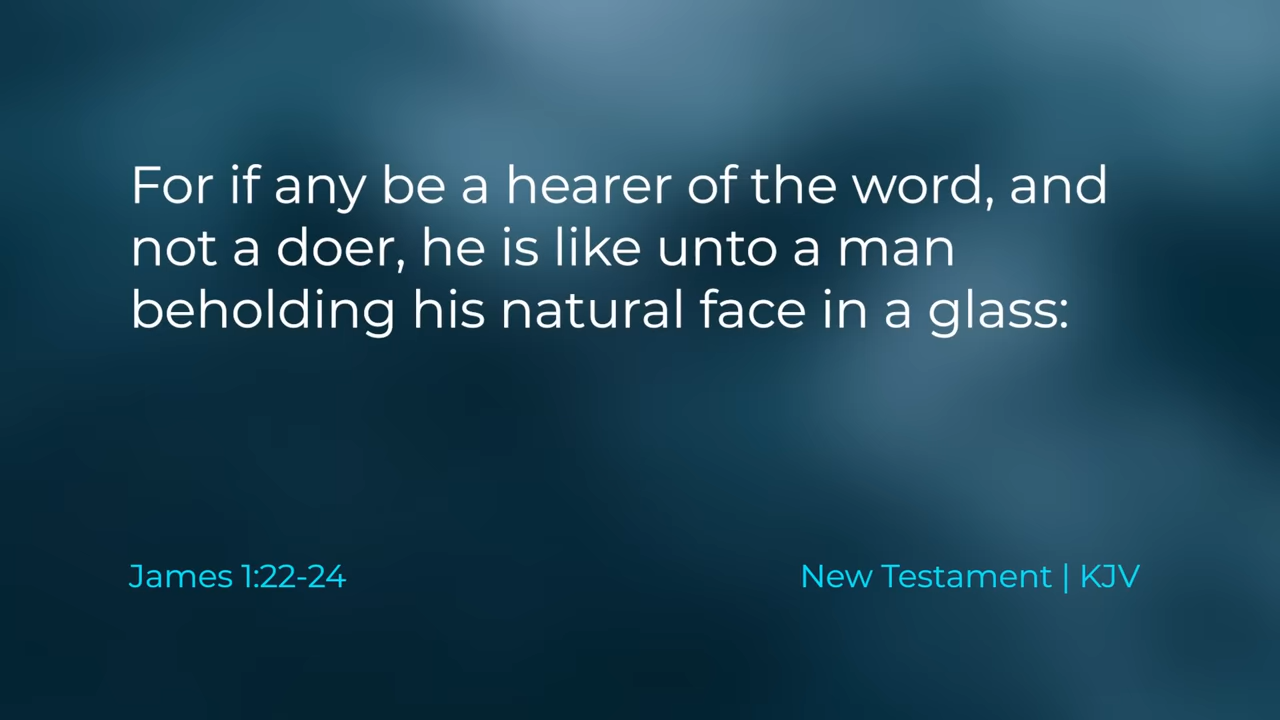 For if any be a hearer of the word, and
not a doer, he is like unto a man
beholding his natural face in a glass:
James 1:22-24
New Testament | KJV